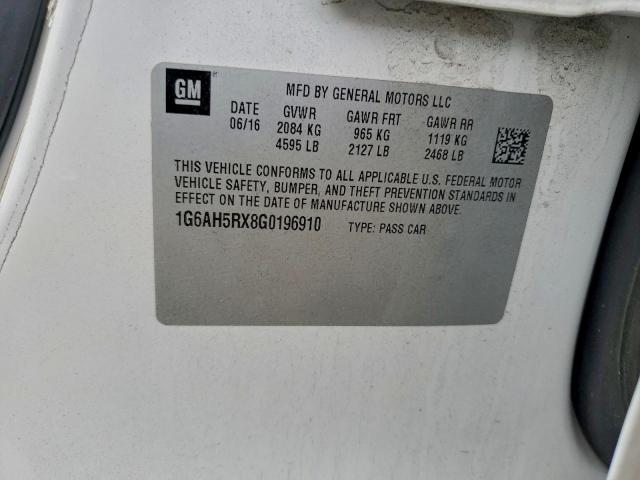 GM MFD BY GENERAL MOTORS LLC
DATE GVWR GAWR FRT GAWR RR
06/16 2084 KG 965 KG 1119 KG
4595 LB 2127 LB 2468 LB
THIS VEHICLE CONFORMS TO ALL APPLICABLE U.S. FEDERAL MOTOR
VEHICLE SAFETY, BUMPER, AND THEFT PREVENTION STANDARDS IN
EFFECT ON THE DATE OF MANUFACTURE SHOWN ABOVE.
1G6AH5RX8G0196910 TYPE: PASS CAR